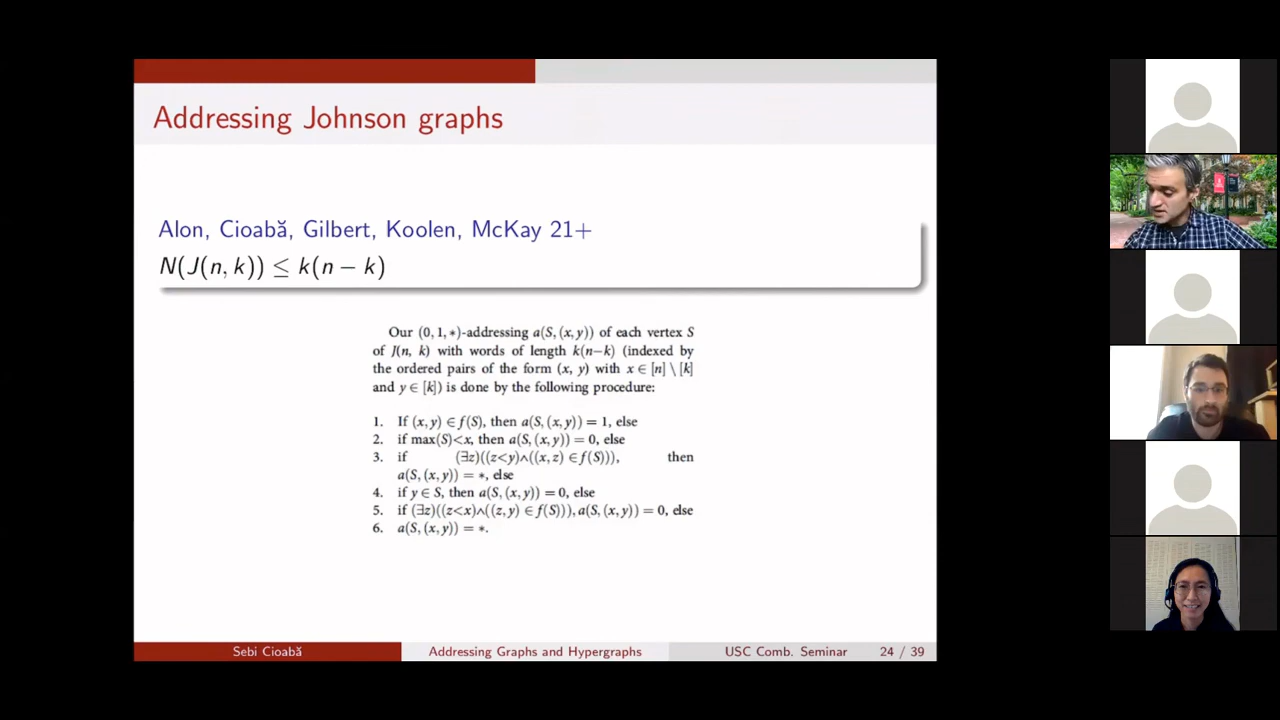 Addressing Johnson graphs
Alon, Cioabă, Gilbert, Koolen, McKay 21+
N(J(n, k)) ≤ k(n − k)
Our (0, 1, ∗)-addressing a(S, (x, y)) of each vertex S
of J(n, k) with words of length k(n−k) (indexed by
the ordered pairs of the form (x, y) with x ∈ [n] \ [k]
and y ∈ [k]) is done by the following procedure:
1. If (x, y) ∈ f(S), then a(S, (x, y)) = 1, else
2. if max(S)<x, then a(S, (x, y)) = 0, else
3. if (∃z)((z<y)∧((x, z) ∈ f(S))), then
a(S, (x, y)) = ∗, else
4. if y ∈ S, then a(S, (x, y)) = 0, else
5. if (∃z)((z<x)∧((z, y) ∈ f(S))), a(S, (x, y)) = 0, else
6. a(S, (x, y)) = ∗.
Sebi Cioabă Addressing Graphs and Hypergraphs USC Comb. Seminar 24 / 39